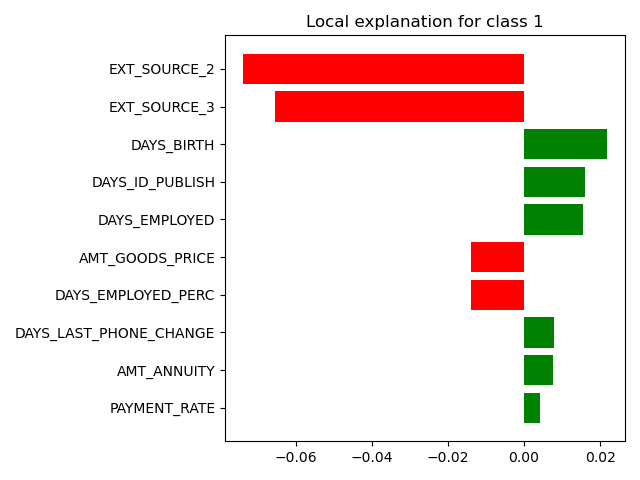 Local explanation for class 1
EXT_SOURCE_2
EXT_SOURCE_3
DAYS_BIRTH
DAYS_ID_PUBLISH
DAYS_EMPLOYED
AMT_GOODS_PRICE
DAYS_EMPLOYED_PERC
DAYS_LAST_PHONE_CHANGE
AMT_ANNUITY
PAYMENT_RATE
−0.06 −0.04 −0.02 0.00 0.02